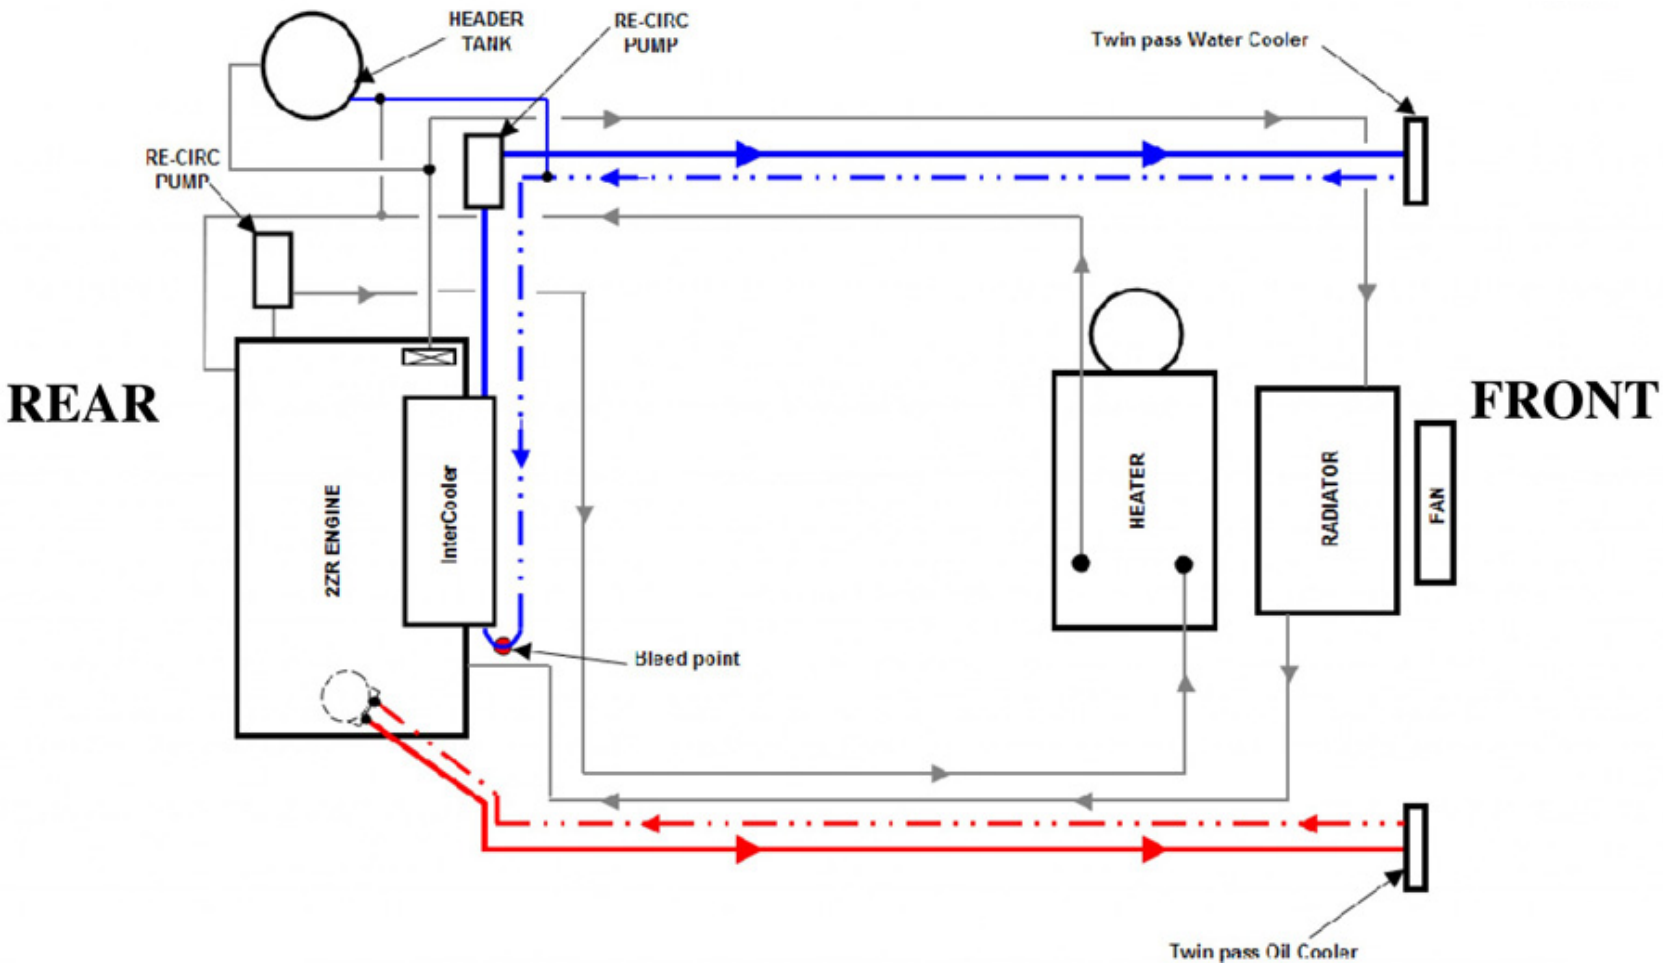 HEADER
TANK
RE-CIRC
PUMP
Twin pass Water Cooler
RE-CIRC
PUMP
REAR
FRONT
2ZR ENGINE
InterCooler
HEATER
RADIATOR
FAN
Bleed point
Twin pass Oil Cooler